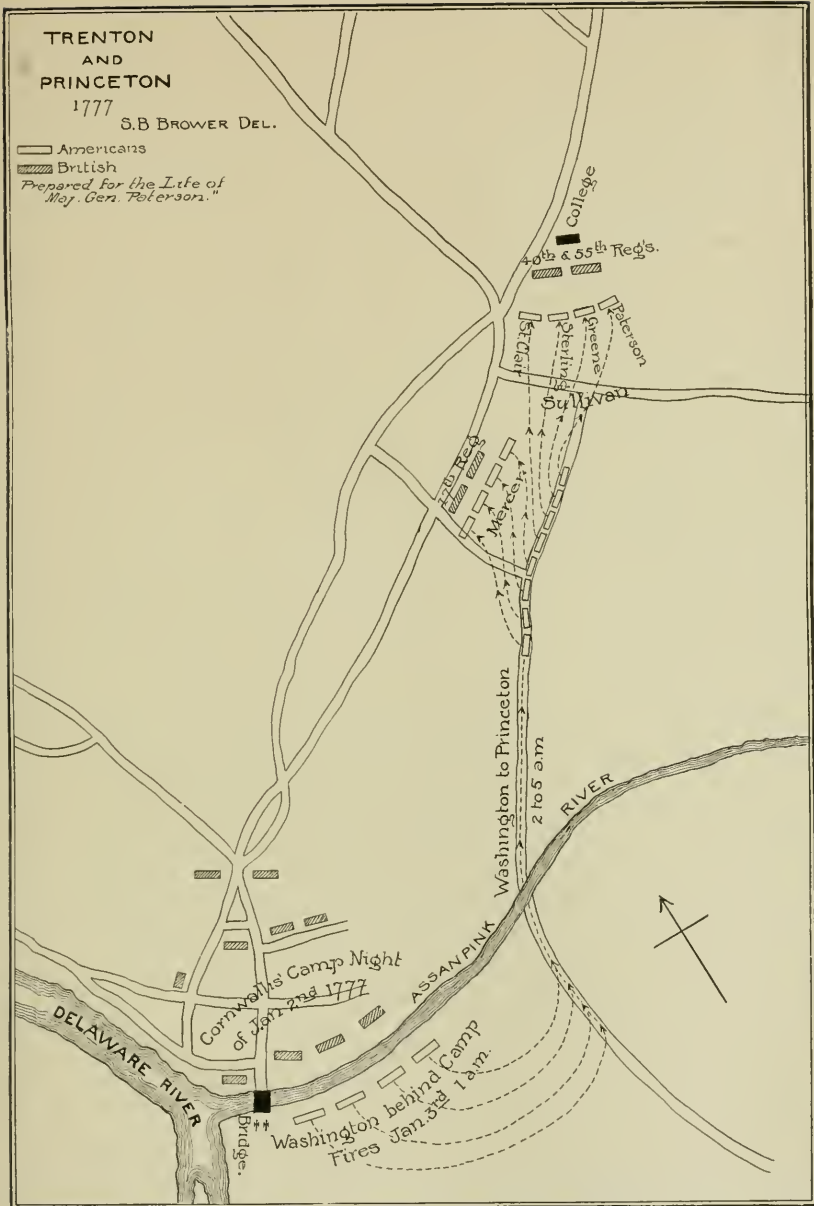 TRENTON
AND
PRINCETON
1777
S.B BROWER DEL.
Americans
British
Prepared for the Life of
Maj. Gen. Paterson."
College
40th & 55th Reg's.
St. Clair
Sterling
Greene
Paterson
Sullivan
17th Reg
Mercer
Washington to Princeton
2 to 5 a.m
ASSANPINK RIVER
Cornwallis' Camp Night
of Jan 2nd 1777
DELAWARE RIVER
Washington behind Camp
Fires Jan. 3rd 1 a.m.
Bridge.